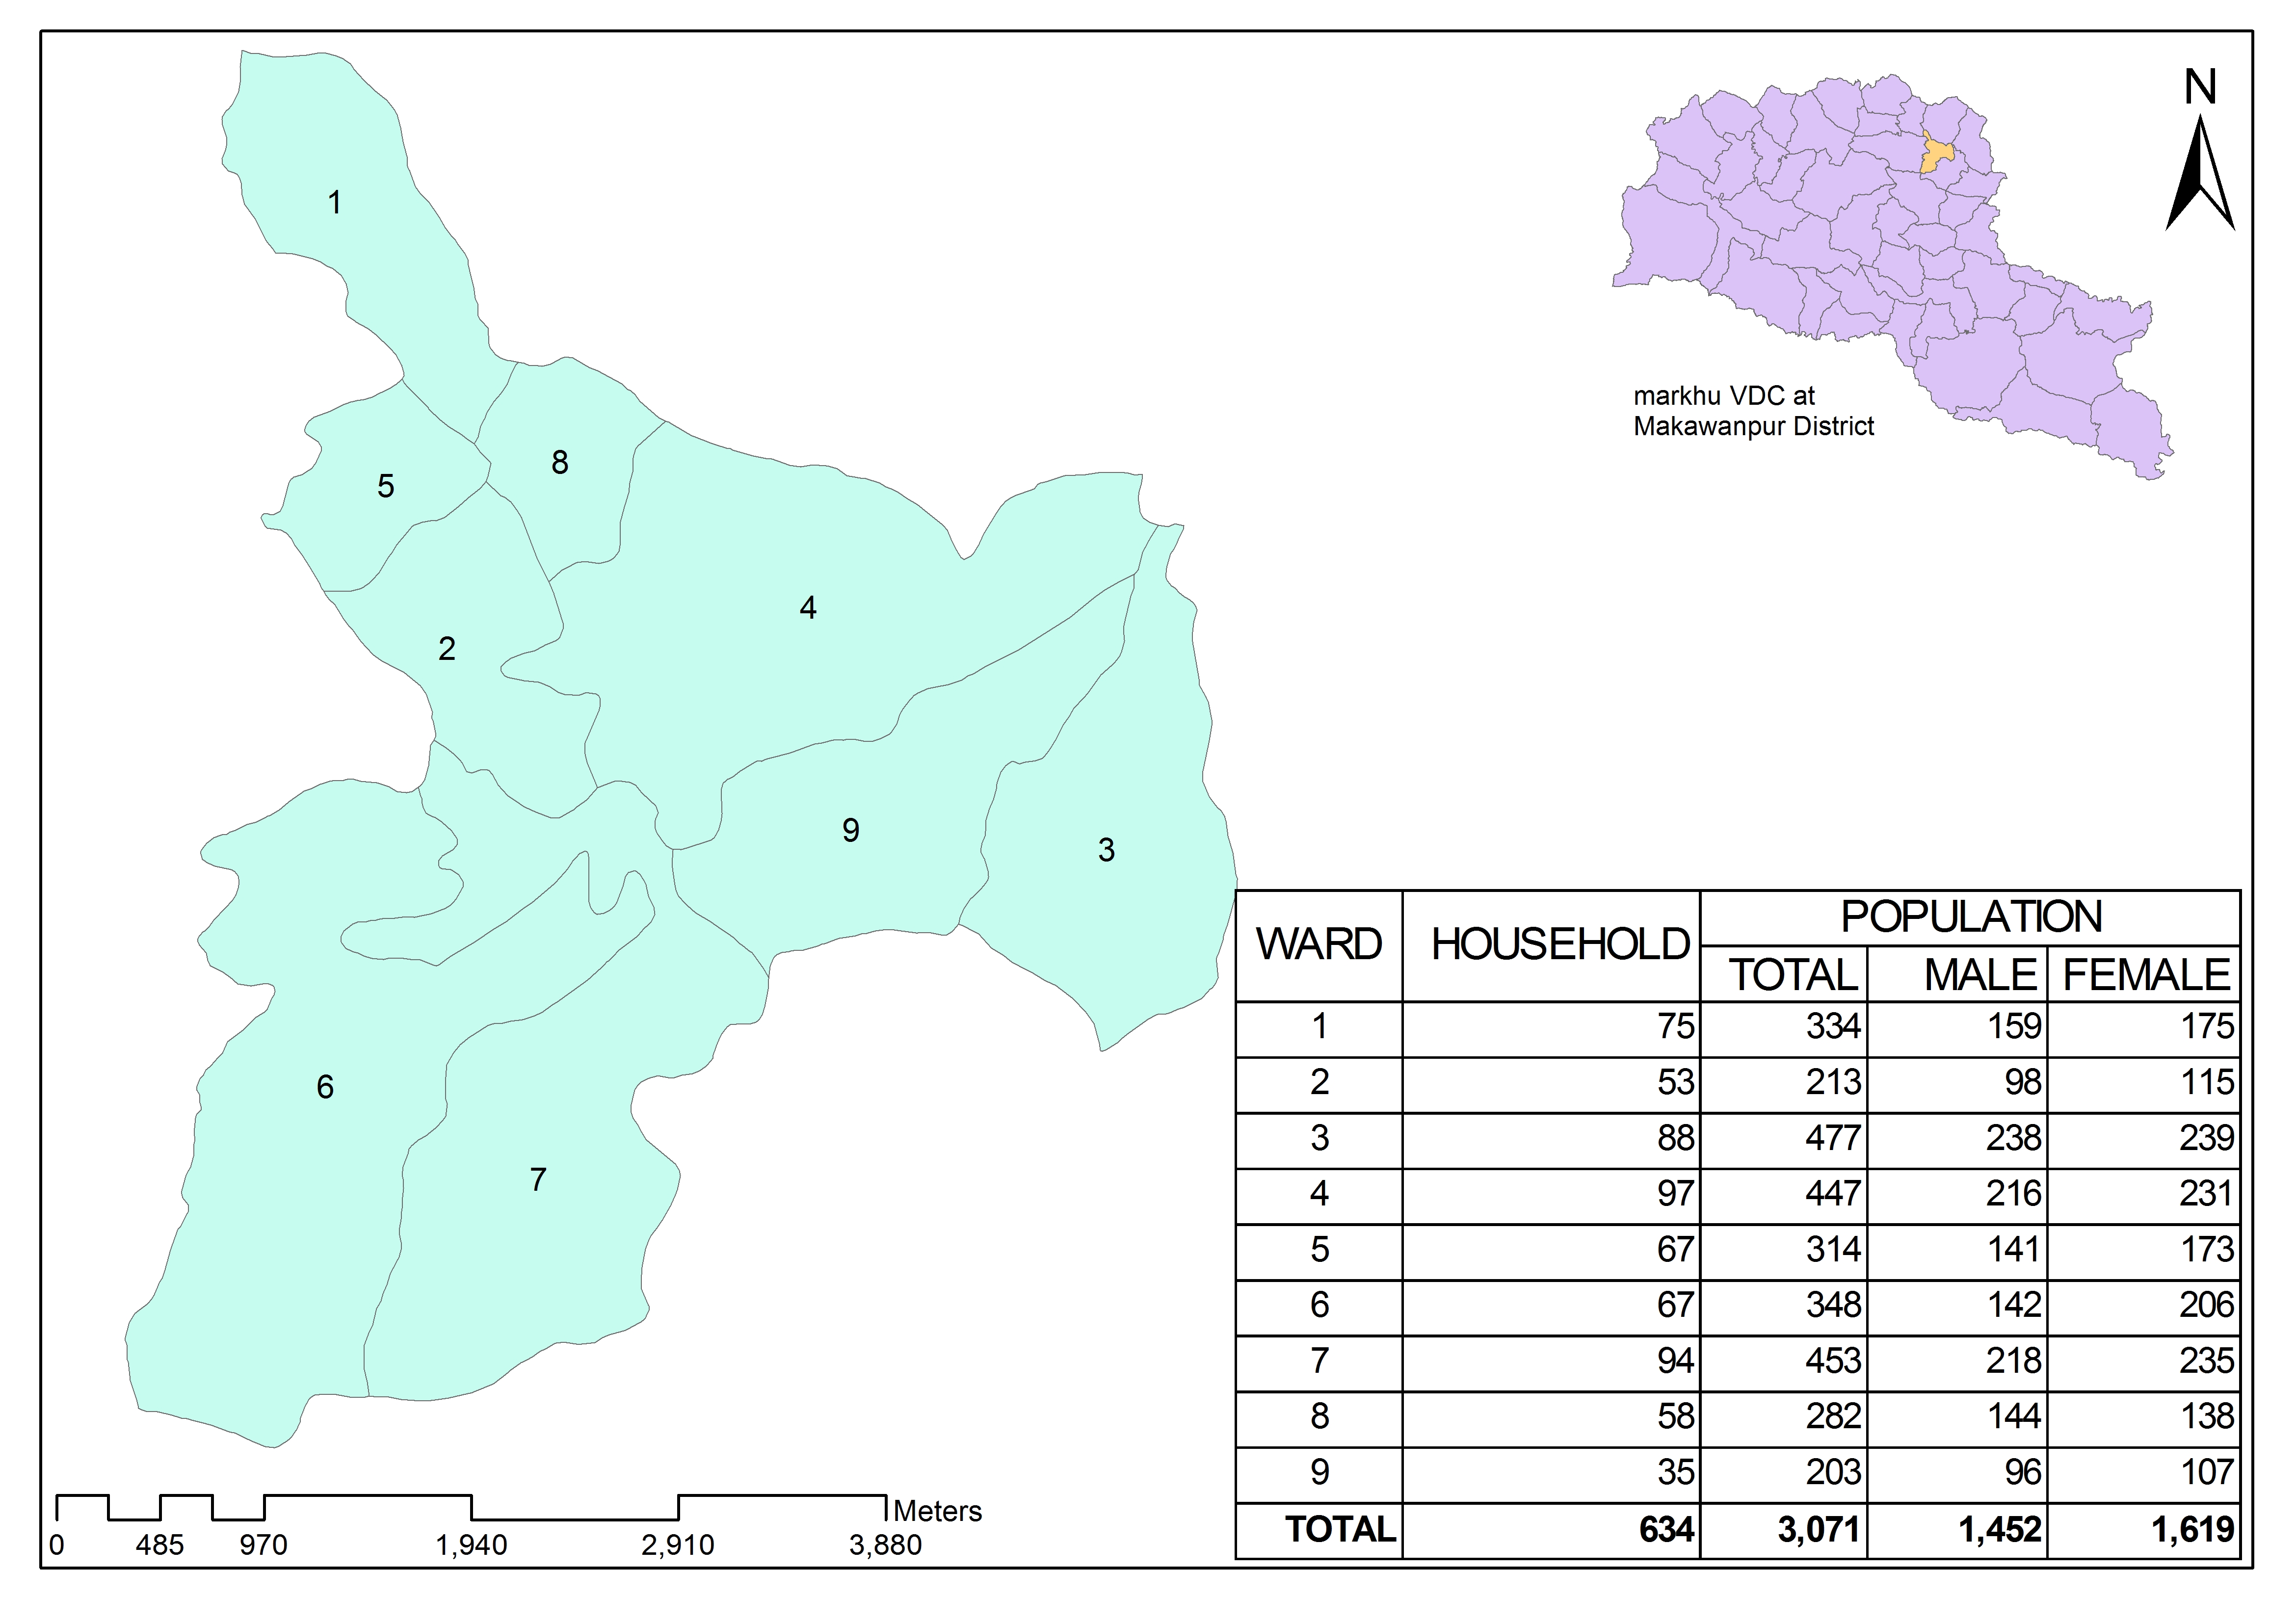 N
markhu VDC at
Makawanpur District
1
8
5
4
2
9
3
6
7
WARD HOUSEHOLD POPULATION
TOTAL MALE FEMALE
1 75 334 159 175
2 53 213 98 115
3 88 477 238 239
4 97 447 216 231
5 67 314 141 173
6 67 348 142 206
7 94 453 218 235
8 58 282 144 138
9 35 203 96 107
TOTAL 634 3,071 1,452 1,619
Meters
0 485 970 1,940 2,910 3,880